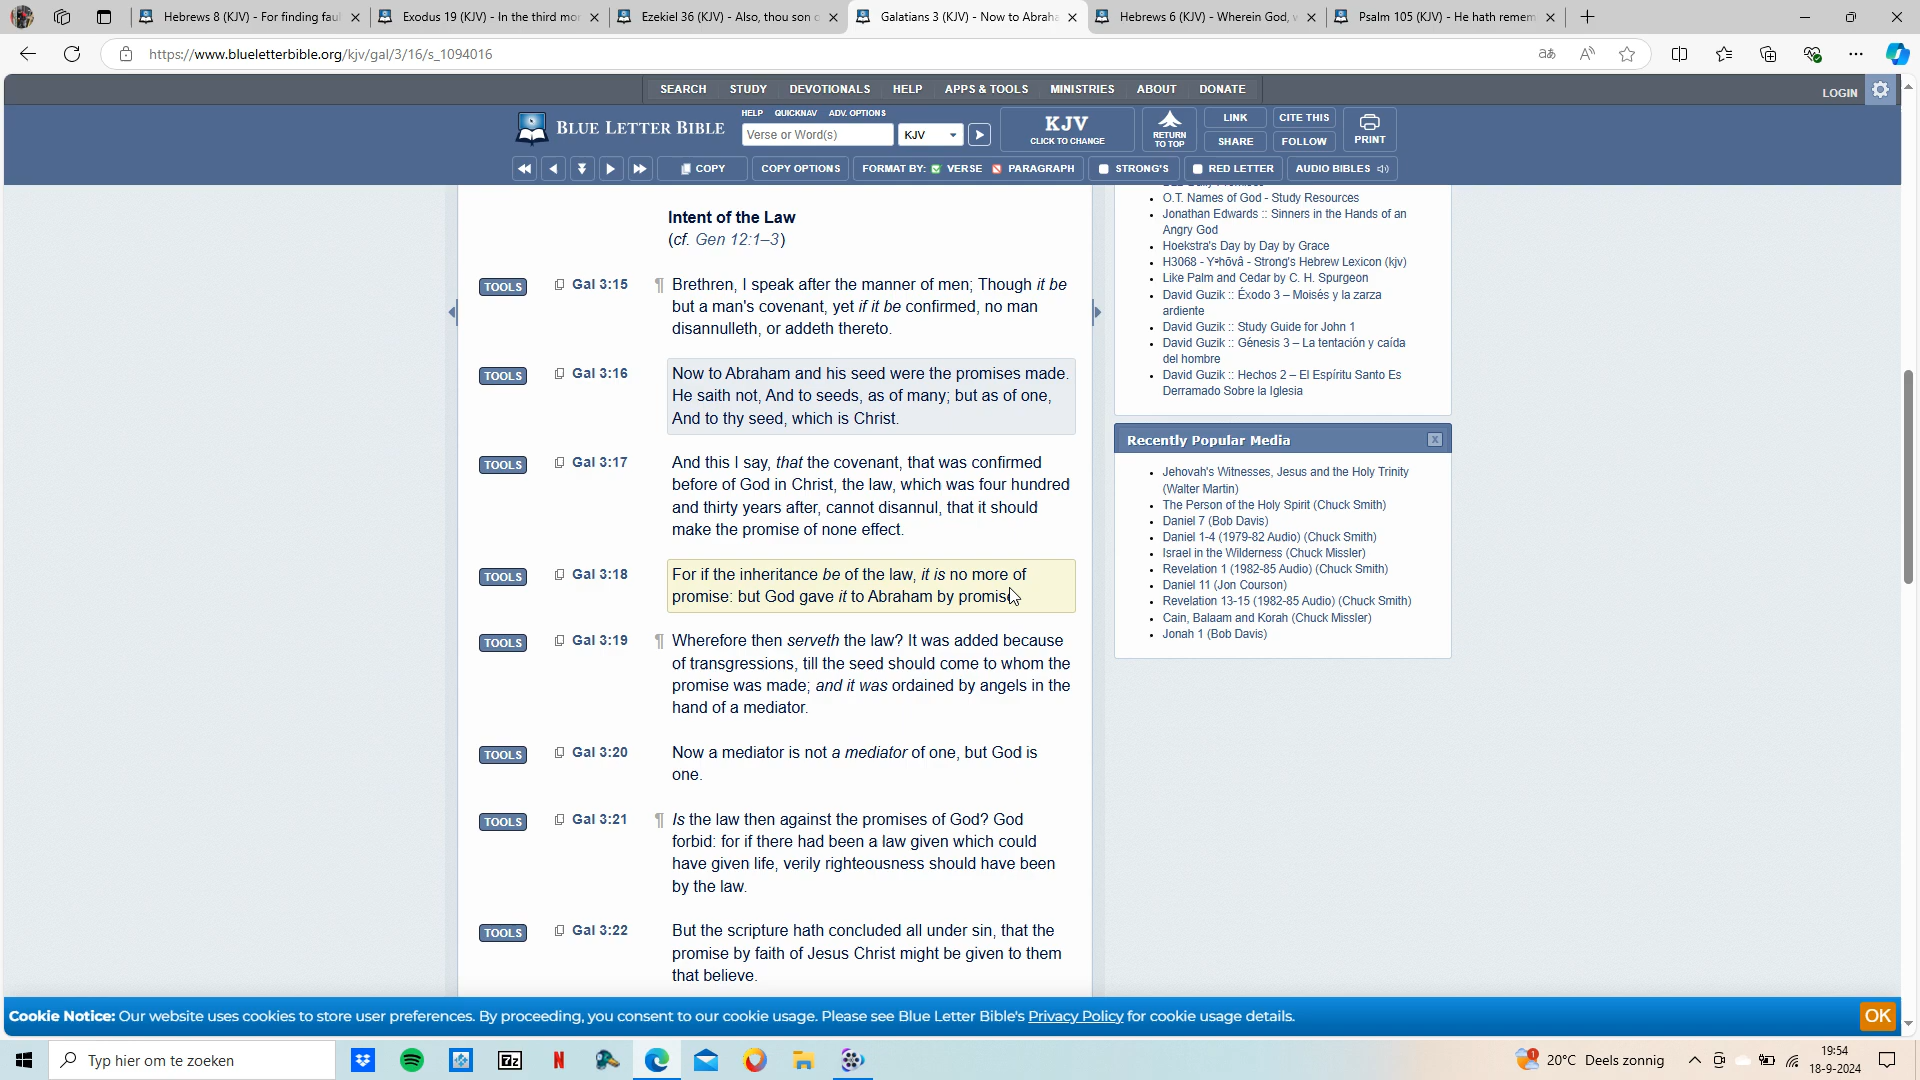 Hebrews 8 (KJV) - For finding faul
Exodus 19 (KJV) - In the third mor
Ezekiel 36 (KJV) - Also, thou son o
Galatians 3 (KJV) - Now to Abraha
Hebrews 6 (KJV) - Wherein God, w
Psalm 105 (KJV) - He hath remem
https://www.blueletterbible.org/kjv/gal/3/16/s_1094016
SEARCH STUDY DEVOTIONALS HELP APPS & TOOLS MINISTRIES ABOUT DONATE
LOGIN
BLUE LETTER BIBLE
HELP QUICKNAV ADV. OPTIONS
Verse or Word(s)
KJV
KJV
CLICK TO CHANGE
RETURN
TO TOP
LINK
CITE THIS
SHARE
FOLLOW
PRINT
COPY
COPY OPTIONS
FORMAT BY: VERSE PARAGRAPH
STRONG'S
RED LETTER
AUDIO BIBLES
Intent of the Law
(cf. Gen 12:1–3)
TOOLS
Gal 3:15
¶ Brethren, I speak after the manner of men; Though it be
but a man's covenant, yet if it be confirmed, no man
disannulleth, or addeth thereto.
TOOLS
Gal 3:16
Now to Abraham and his seed were the promises made.
He saith not, And to seeds, as of many; but as of one,
And to thy seed, which is Christ.
TOOLS
Gal 3:17
And this I say, that the covenant, that was confirmed
before of God in Christ, the law, which was four hundred
and thirty years after, cannot disannul, that it should
make the promise of none effect.
TOOLS
Gal 3:18
For if the inheritance be of the law, it is no more of
promise: but God gave it to Abraham by promise
TOOLS
Gal 3:19
¶ Wherefore then serveth the law? It was added because
of transgressions, till the seed should come to whom the
promise was made; and it was ordained by angels in the
hand of a mediator.
TOOLS
Gal 3:20
Now a mediator is not a mediator of one, but God is
one.
TOOLS
Gal 3:21
¶ Is the law then against the promises of God? God
forbid: for if there had been a law given which could
have given life, verily righteousness should have been
by the law.
TOOLS
Gal 3:22
But the scripture hath concluded all under sin, that the
promise by faith of Jesus Christ might be given to them
that believe.
O.T. Names of God - Study Resources
Jonathan Edwards :: Sinners in the Hands of an
Angry God
Hoekstra's Day by Day by Grace
H3068 - Yᵊhōvâ - Strong's Hebrew Lexicon (kjv)
Like Palm and Cedar by C. H. Spurgeon
David Guzik :: Éxodo 3 – Moisés y la zarza
ardiente
David Guzik :: Study Guide for John 1
David Guzik :: Génesis 3 – La tentación y caída
del hombre
David Guzik :: Hechos 2 – El Espíritu Santo Es
Derramado Sobre la Iglesia
Recently Popular Media
x
Jehovah's Witnesses, Jesus and the Holy Trinity
(Walter Martin)
The Person of the Holy Spirit (Chuck Smith)
Daniel 7 (Bob Davis)
Daniel 1-4 (1979-82 Audio) (Chuck Smith)
Israel in the Wilderness (Chuck Missler)
Revelation 1 (1982-85 Audio) (Chuck Smith)
Daniel 11 (Jon Courson)
Revelation 13-15 (1982-85 Audio) (Chuck Smith)
Cain, Balaam and Korah (Chuck Missler)
Jonah 1 (Bob Davis)
Cookie Notice: Our website uses cookies to store user preferences. By proceeding, you consent to our cookie usage. Please see Blue Letter Bible's Privacy Policy for cookie usage details.
OK
Typ hier om te zoeken
7z
N
1
20°C Deels zonnig
19:54
18-9-2024